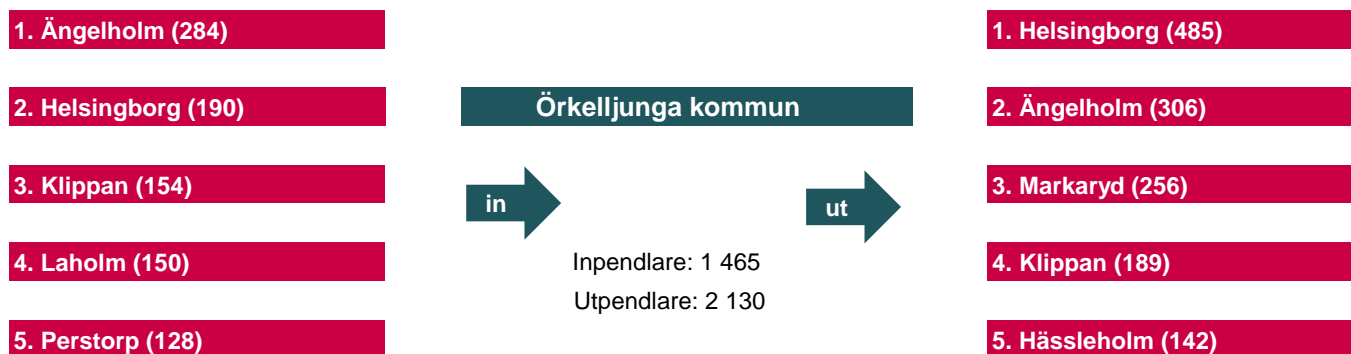 1. Ängelholm (284)
2. Helsingborg (190)
3. Klippan (154)
4. Laholm (150)
5. Perstorp (128)
Örkelljunga kommun
in
ut
Inpendlare: 1 465
Utpendlare: 2 130
1. Helsingborg (485)
2. Ängelholm (306)
3. Markaryd (256)
4. Klippan (189)
5. Hässleholm (142)